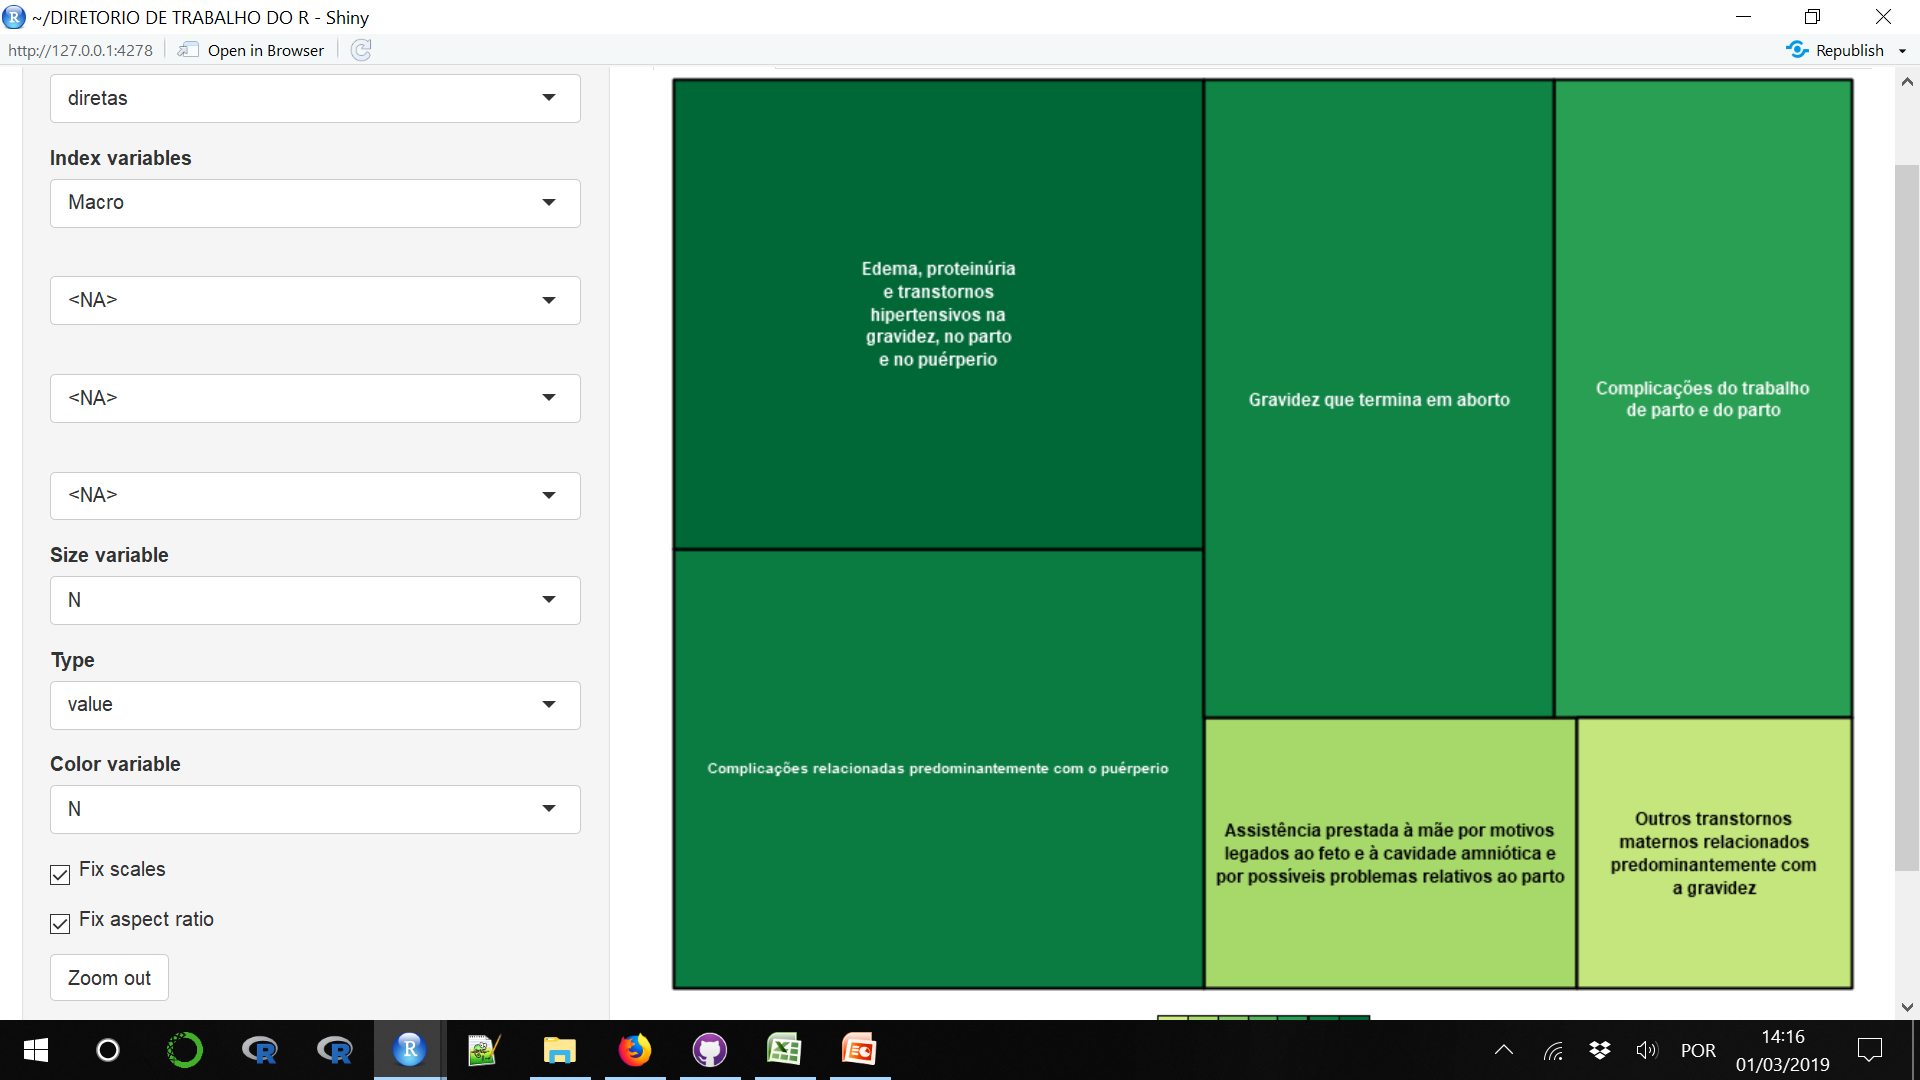 ~/DIRETORIO DE TRABALHO DO R - Shiny
http://127.0.0.1:4278
Open in Browser
Republish
diretas
Index variables
Macro
<NA>
<NA>
<NA>
Size variable
N
Type
value
Color variable
N
Fix scales
Fix aspect ratio
Zoom out
Edema, proteinúria
e transtornos
hipertensivos na
gravidez, no parto
e no puérperio
Gravidez que termina em aborto
Complicações do trabalho
de parto e do parto
Complicações relacionadas predominantemente com o puérperio
Assistência prestada à mãe por motivos
legados ao feto e à cavidade amniótica e
por possíveis problemas relativos ao parto
Outros transtornos
maternos relacionados
predominantemente com
a gravidez
POR
14:16
01/03/2019